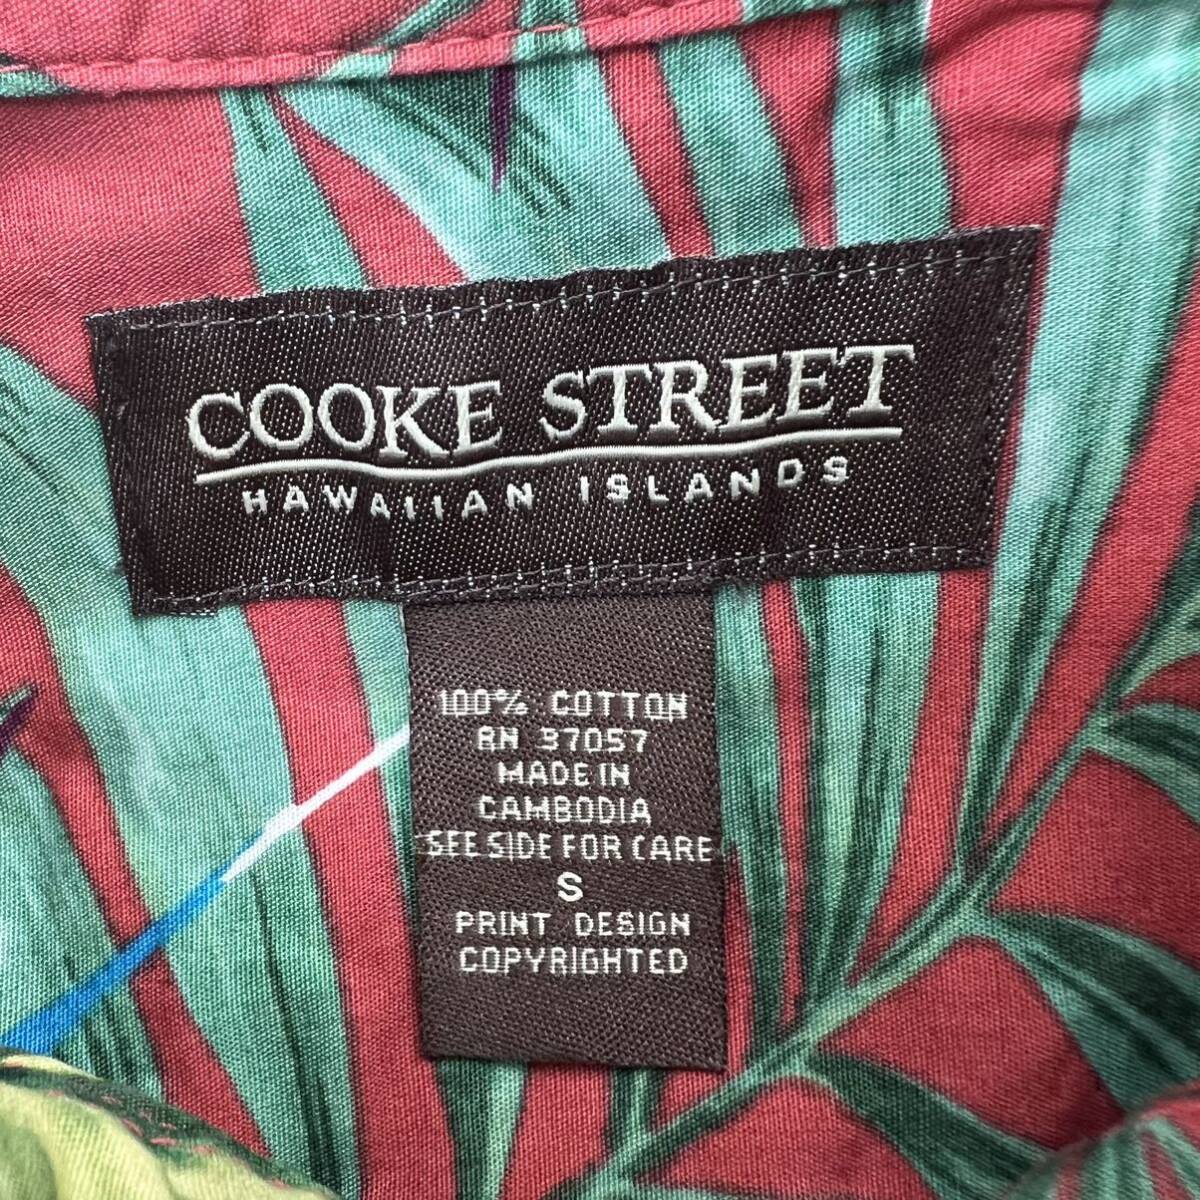 COOKE STREET
HAWAIIAN ISLANDS
100% COTTON
RN 37057
MADE IN
CAMBODIA
SEE SIDE FOR CARE
S
PRINT DESIGN
COPYRIGHTED